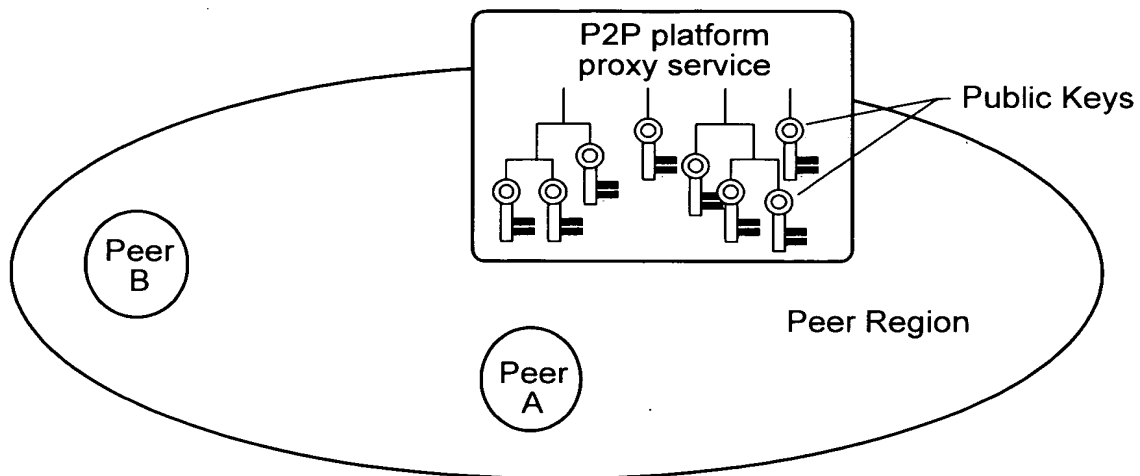 P2P platform
proxy service
Public Keys
Peer
B
Peer Region
Peer
A